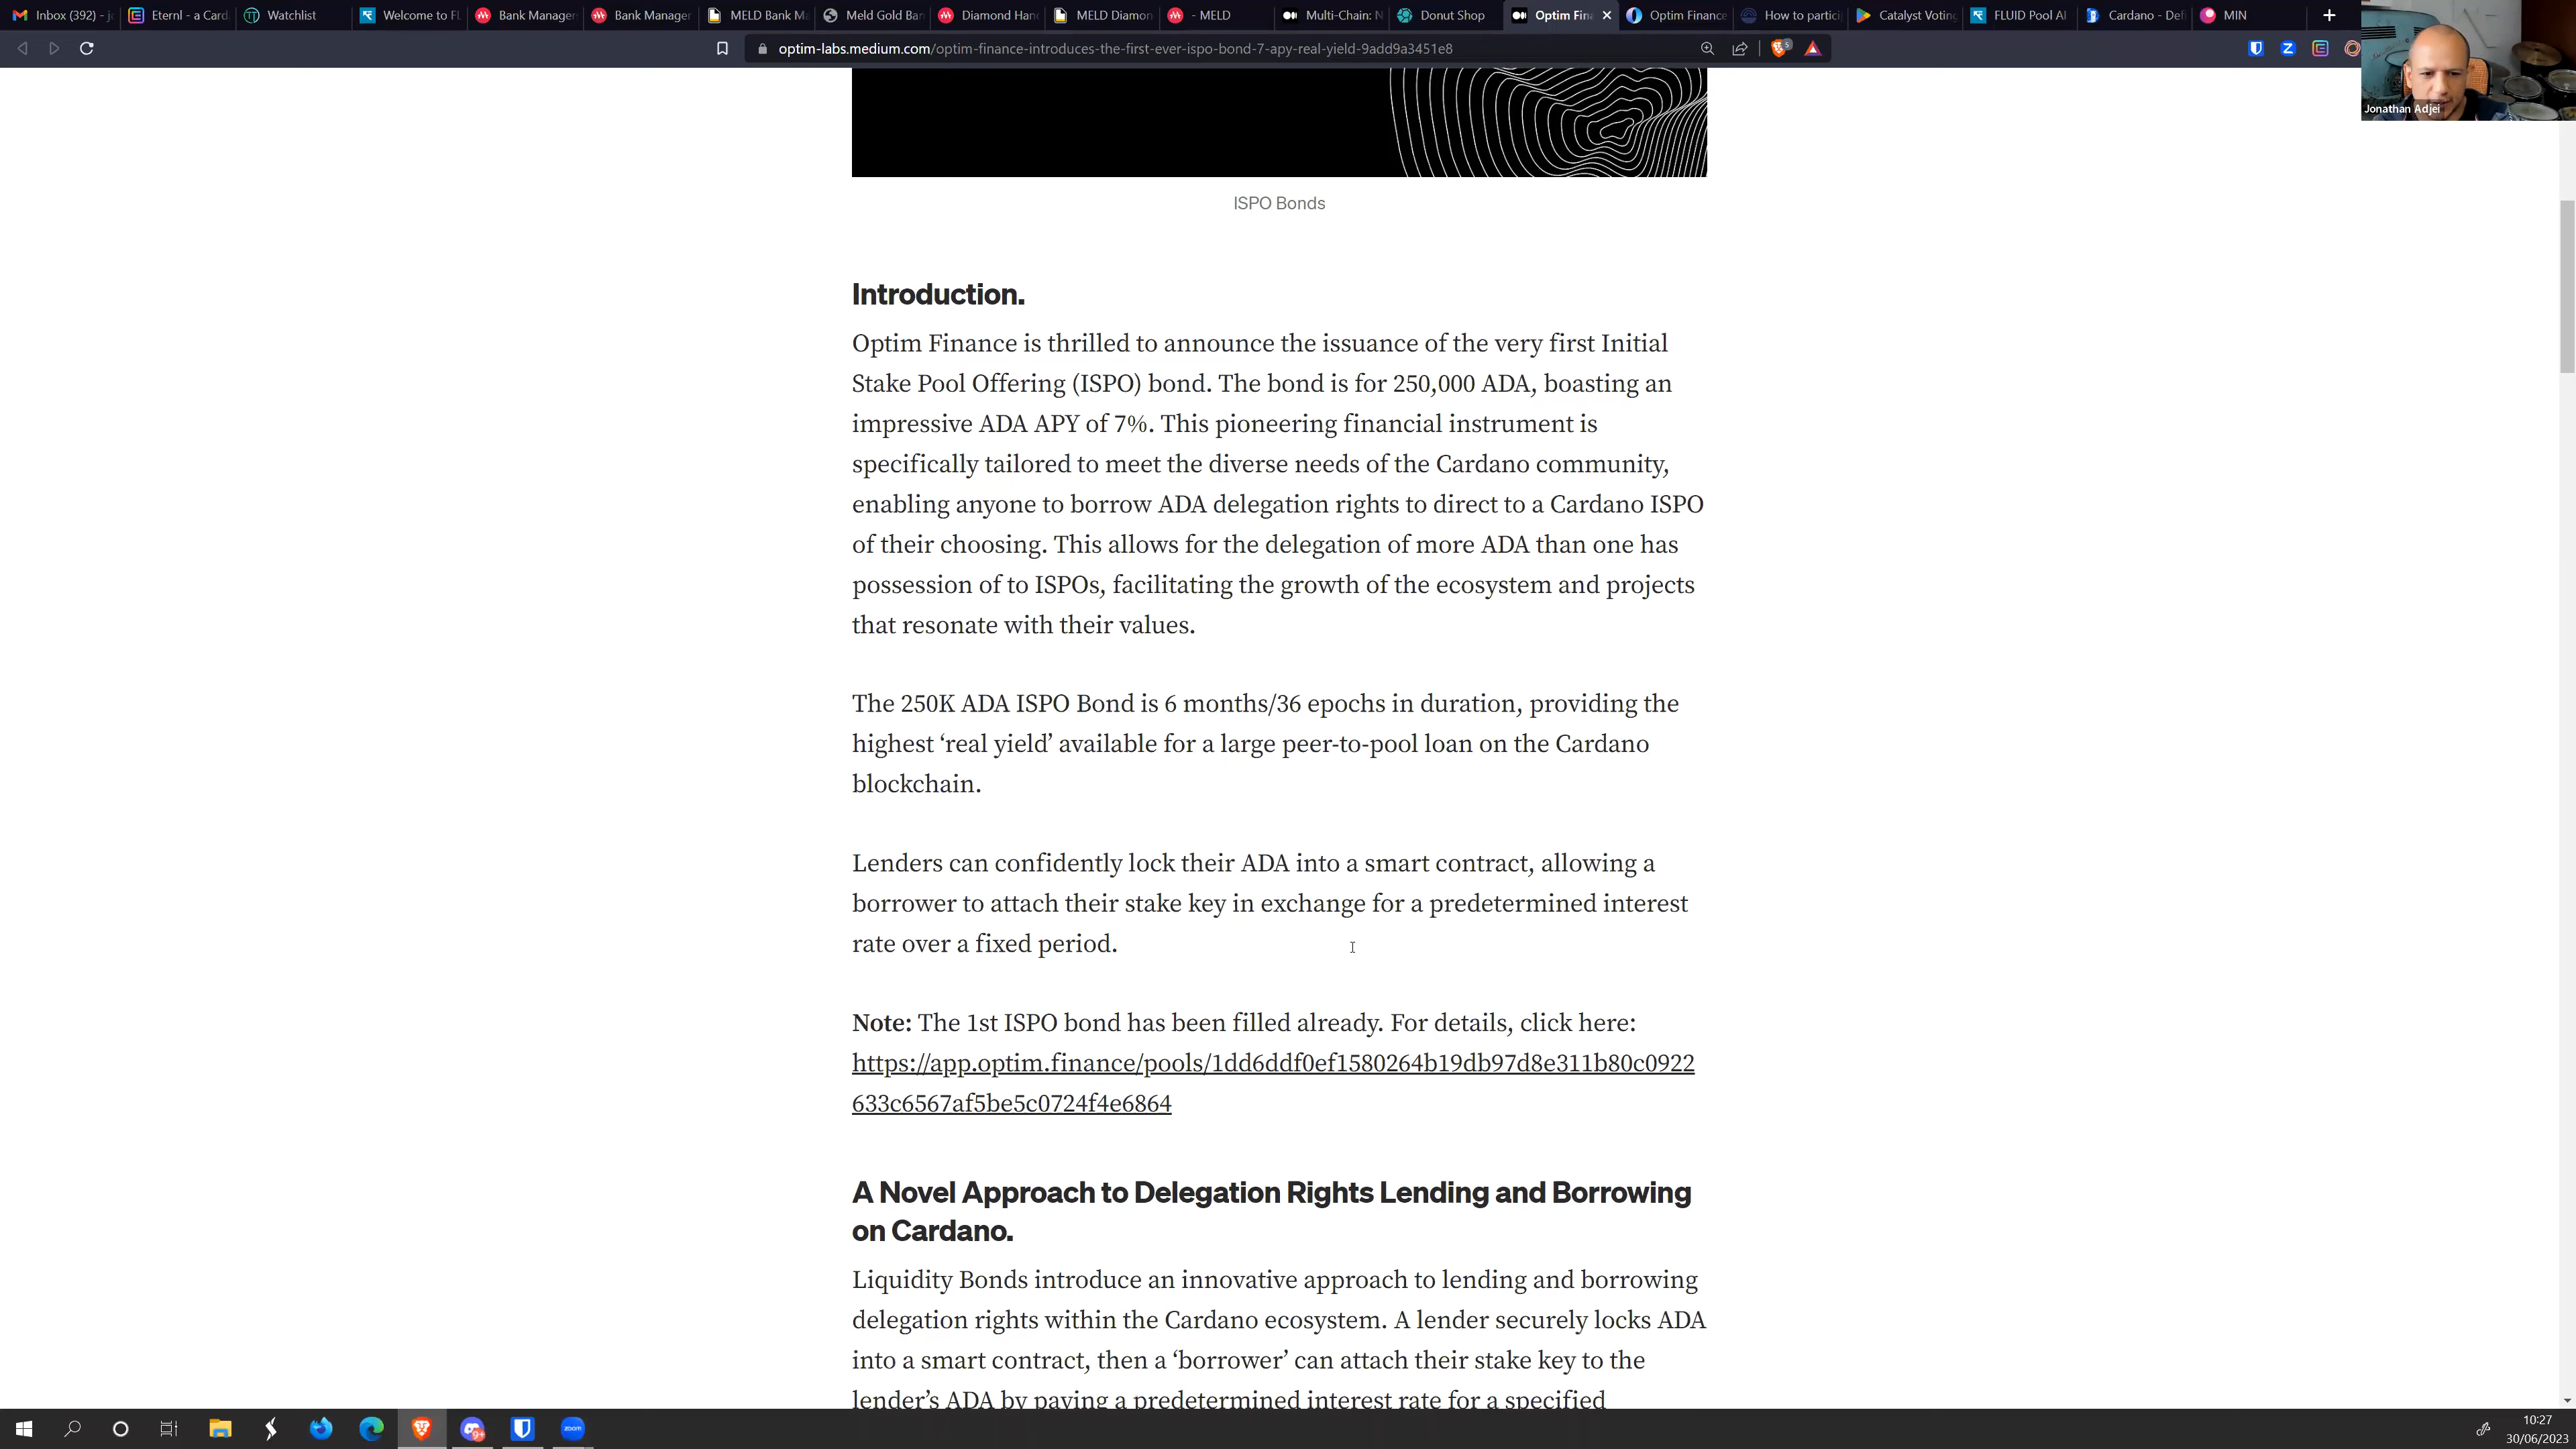 Inbox (392) - j
Eternl - a Card
Watchlist
Welcome to FL
Bank Manager
Bank Manager
MELD Bank M
Meld Gold Ban
Diamond Hand
MELD Diamon
- MELD
Multi-Chain: N
Donut Shop
Optim Fin
Optim Finance
How to partici
Catalyst Voting
FLUID Pool Al
Cardano - Defi
MIN
optim-labs.medium.com/optim-finance-introduces-the-first-ever-ispo-bond-7-apy-real-yield-9add9a3451e8
Jonathan Adjei
ISPO Bonds
Introduction.
Optim Finance is thrilled to announce the issuance of the very first Initial
Stake Pool Offering (ISPO) bond. The bond is for 250,000 ADA, boasting an
impressive ADA APY of 7%. This pioneering financial instrument is
specifically tailored to meet the diverse needs of the Cardano community,
enabling anyone to borrow ADA delegation rights to direct to a Cardano ISPO
of their choosing. This allows for the delegation of more ADA than one has
possession of to ISPOs, facilitating the growth of the ecosystem and projects
that resonate with their values.
The 250K ADA ISPO Bond is 6 months/36 epochs in duration, providing the
highest ‘real yield’ available for a large peer-to-pool loan on the Cardano
blockchain.
Lenders can confidently lock their ADA into a smart contract, allowing a
borrower to attach their stake key in exchange for a predetermined interest
rate over a fixed period.
Note: The 1st ISPO bond has been filled already. For details, click here:
https://app.optim.finance/pools/1dd6ddf0ef1580264b19db97d8e311b80c0922
633c6567af5be5c0724f4e6864
A Novel Approach to Delegation Rights Lending and Borrowing
on Cardano.
Liquidity Bonds introduce an innovative approach to lending and borrowing
delegation rights within the Cardano ecosystem. A lender securely locks ADA
into a smart contract, then a ‘borrower’ can attach their stake key to the
lender’s ADA by paying a predetermined interest rate for a specified
zoom
10:27
30/06/2023